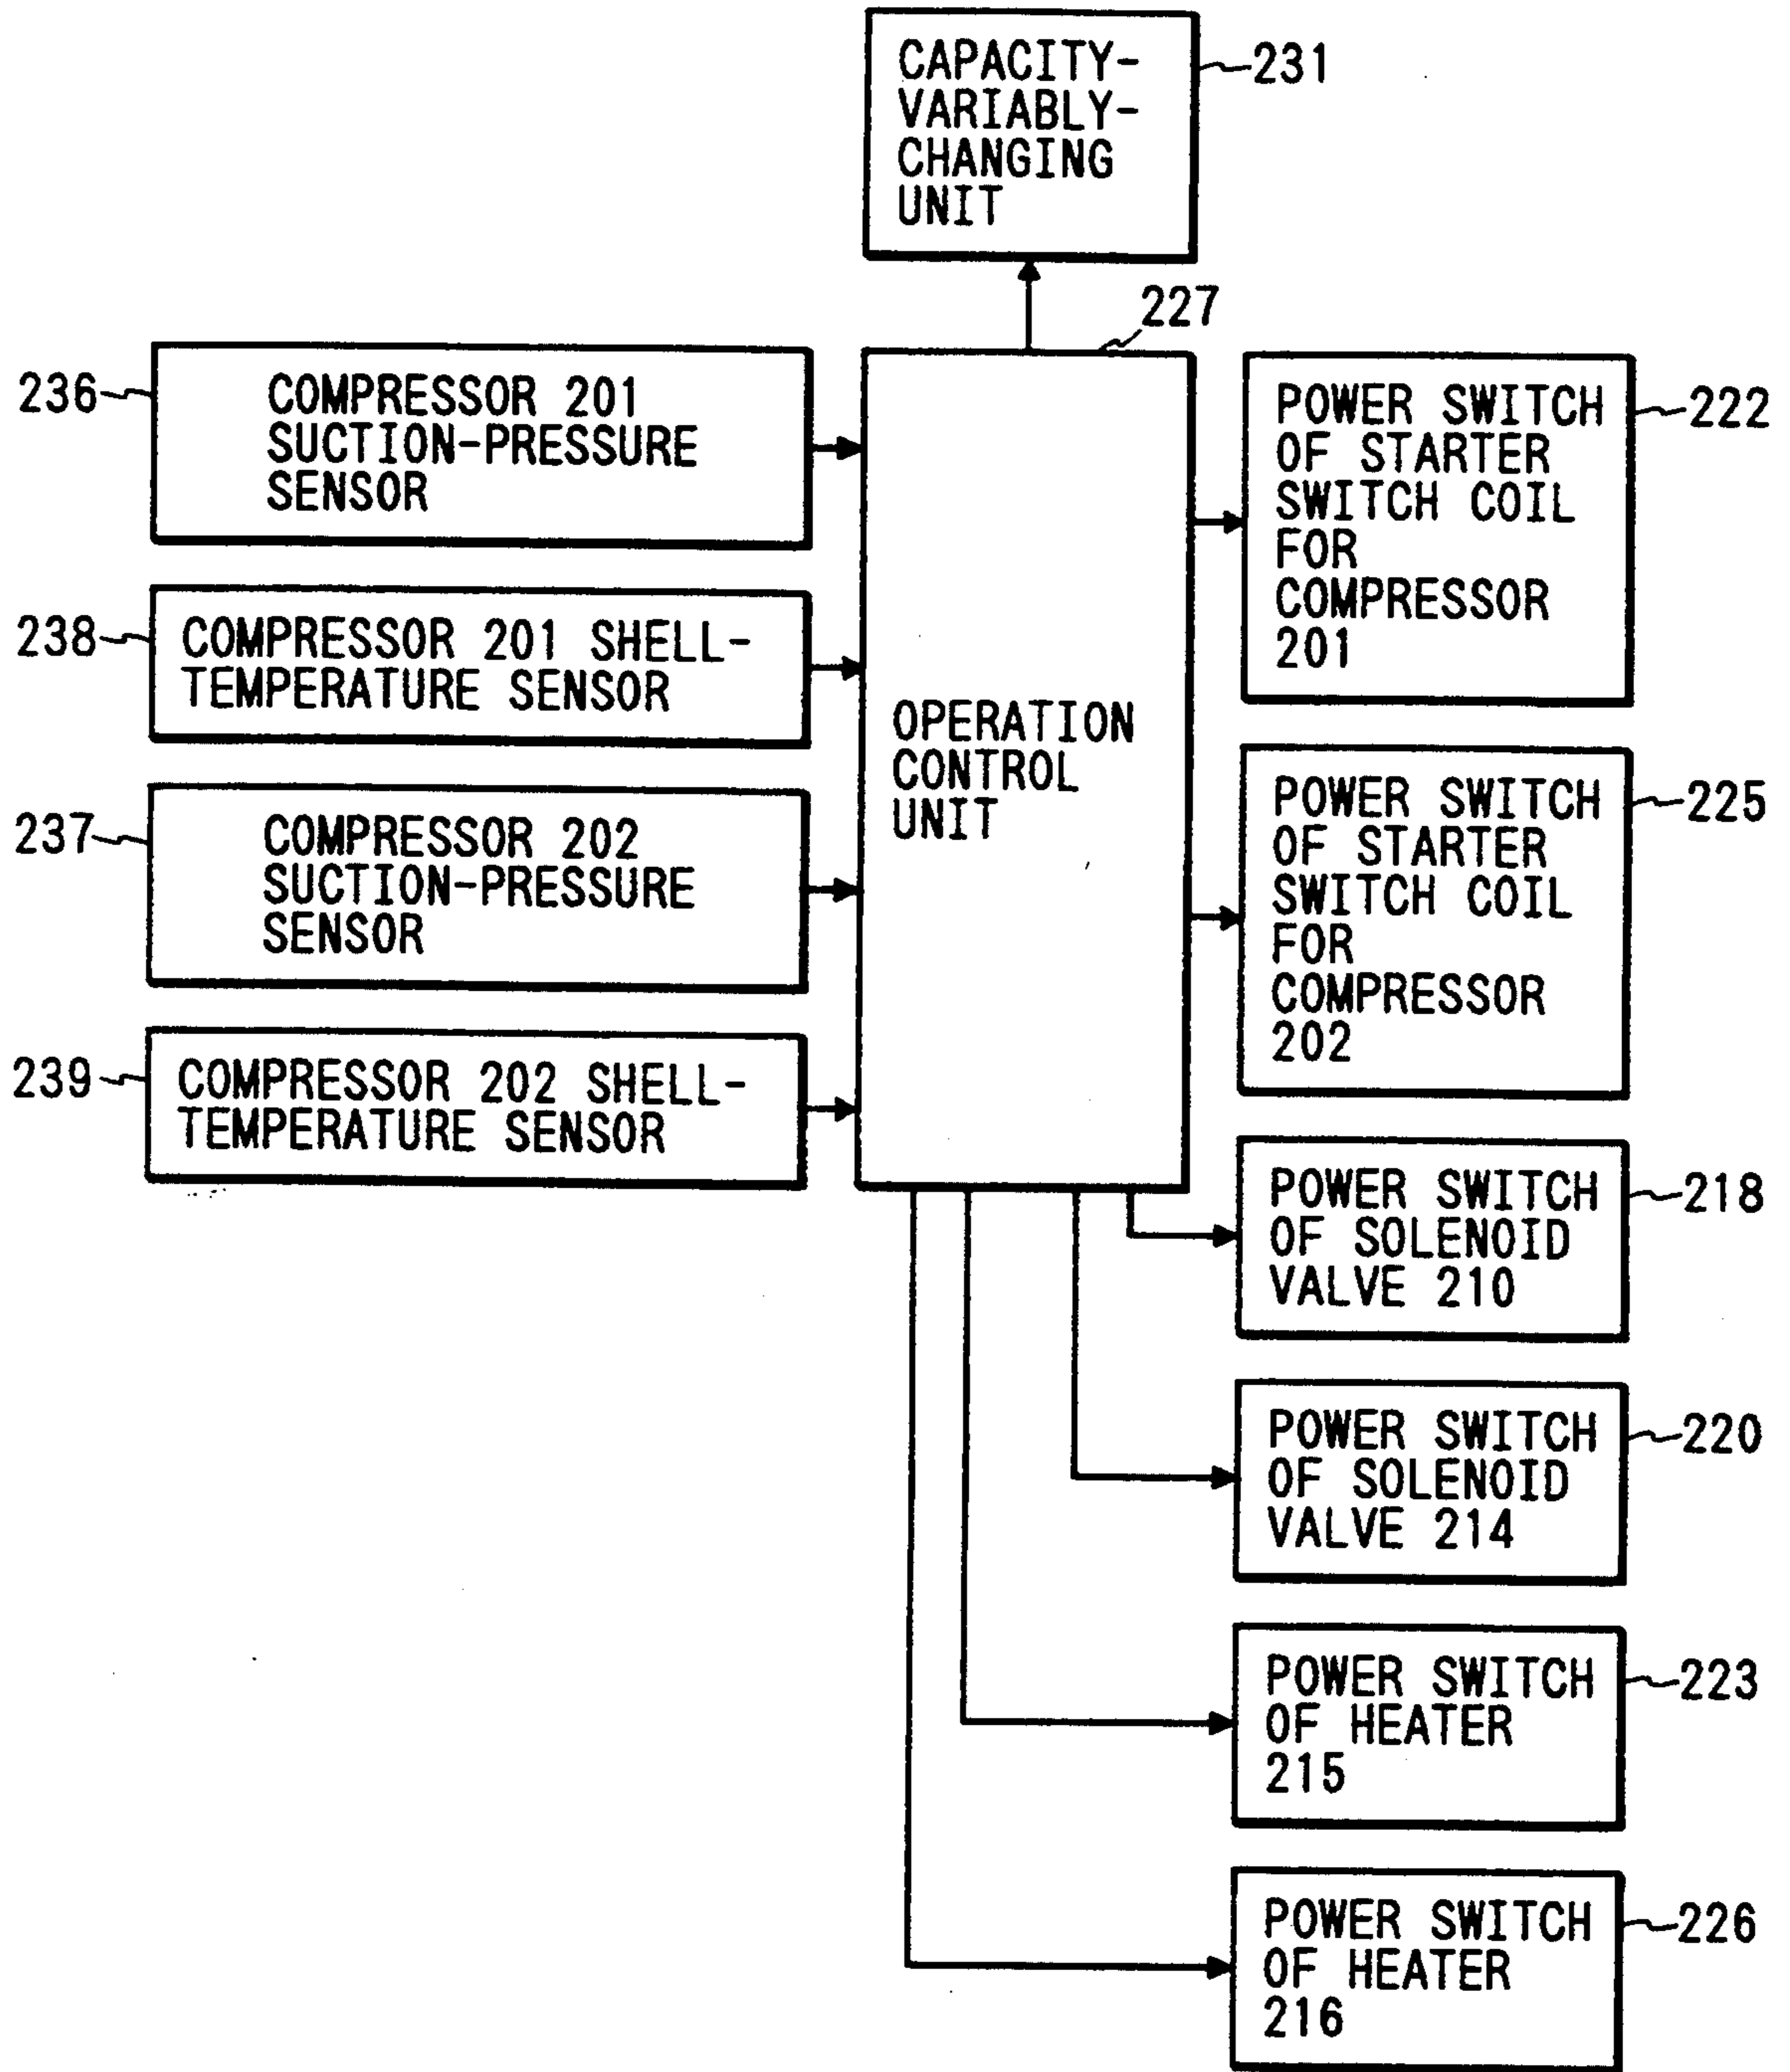 CAPACITY-
VARIABLY-
CHANGING
UNIT
231
227
236
COMPRESSOR 201
SUCTION-PRESSURE
SENSOR
238
COMPRESSOR 201 SHELL-
TEMPERATURE SENSOR
237
COMPRESSOR 202
SUCTION-PRESSURE
SENSOR
239
COMPRESSOR 202 SHELL-
TEMPERATURE SENSOR
OPERATION
CONTROL
UNIT
POWER SWITCH
OF STARTER
SWITCH COIL
FOR
COMPRESSOR
201
222
POWER SWITCH
OF STARTER
SWITCH COIL
FOR
COMPRESSOR
202
225
POWER SWITCH
OF SOLENOID
VALVE 210
218
POWER SWITCH
OF SOLENOID
VALVE 214
220
POWER SWITCH
OF HEATER
215
223
POWER SWITCH
OF HEATER
216
226